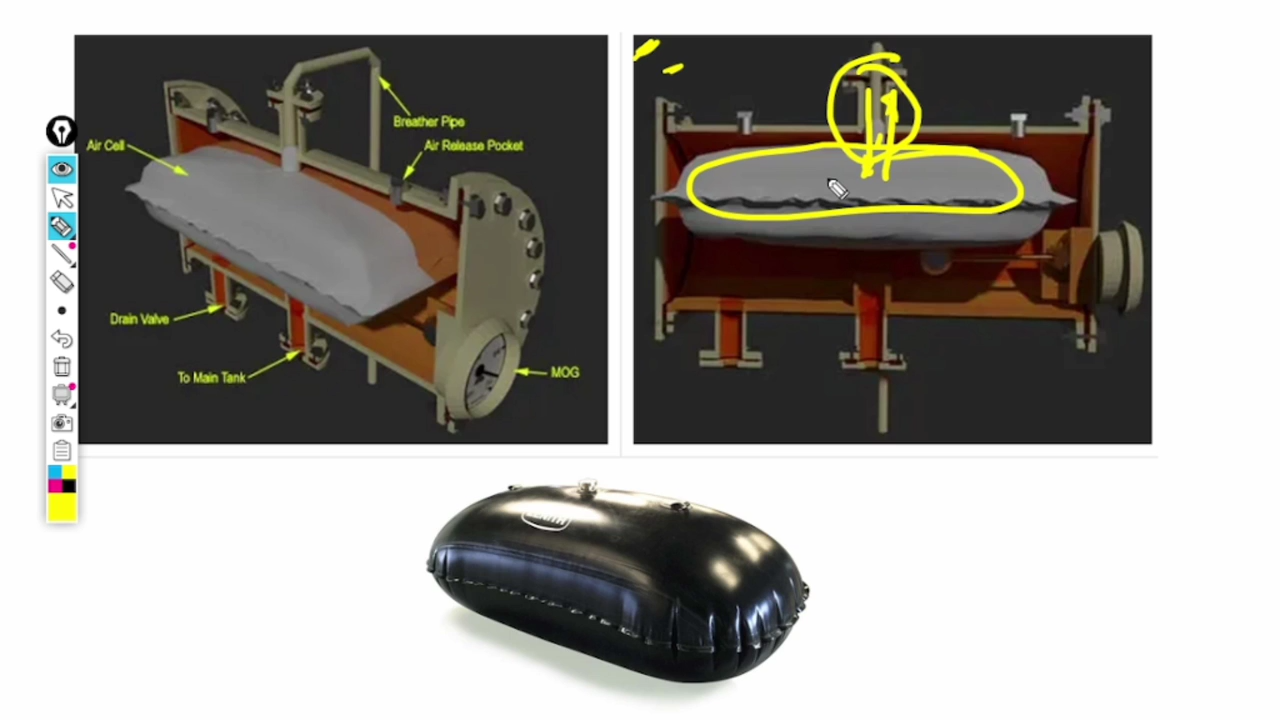 Breather Pipe
Air Cell
Air Release Pocket
Drain Valve
To Main Tank
MOG